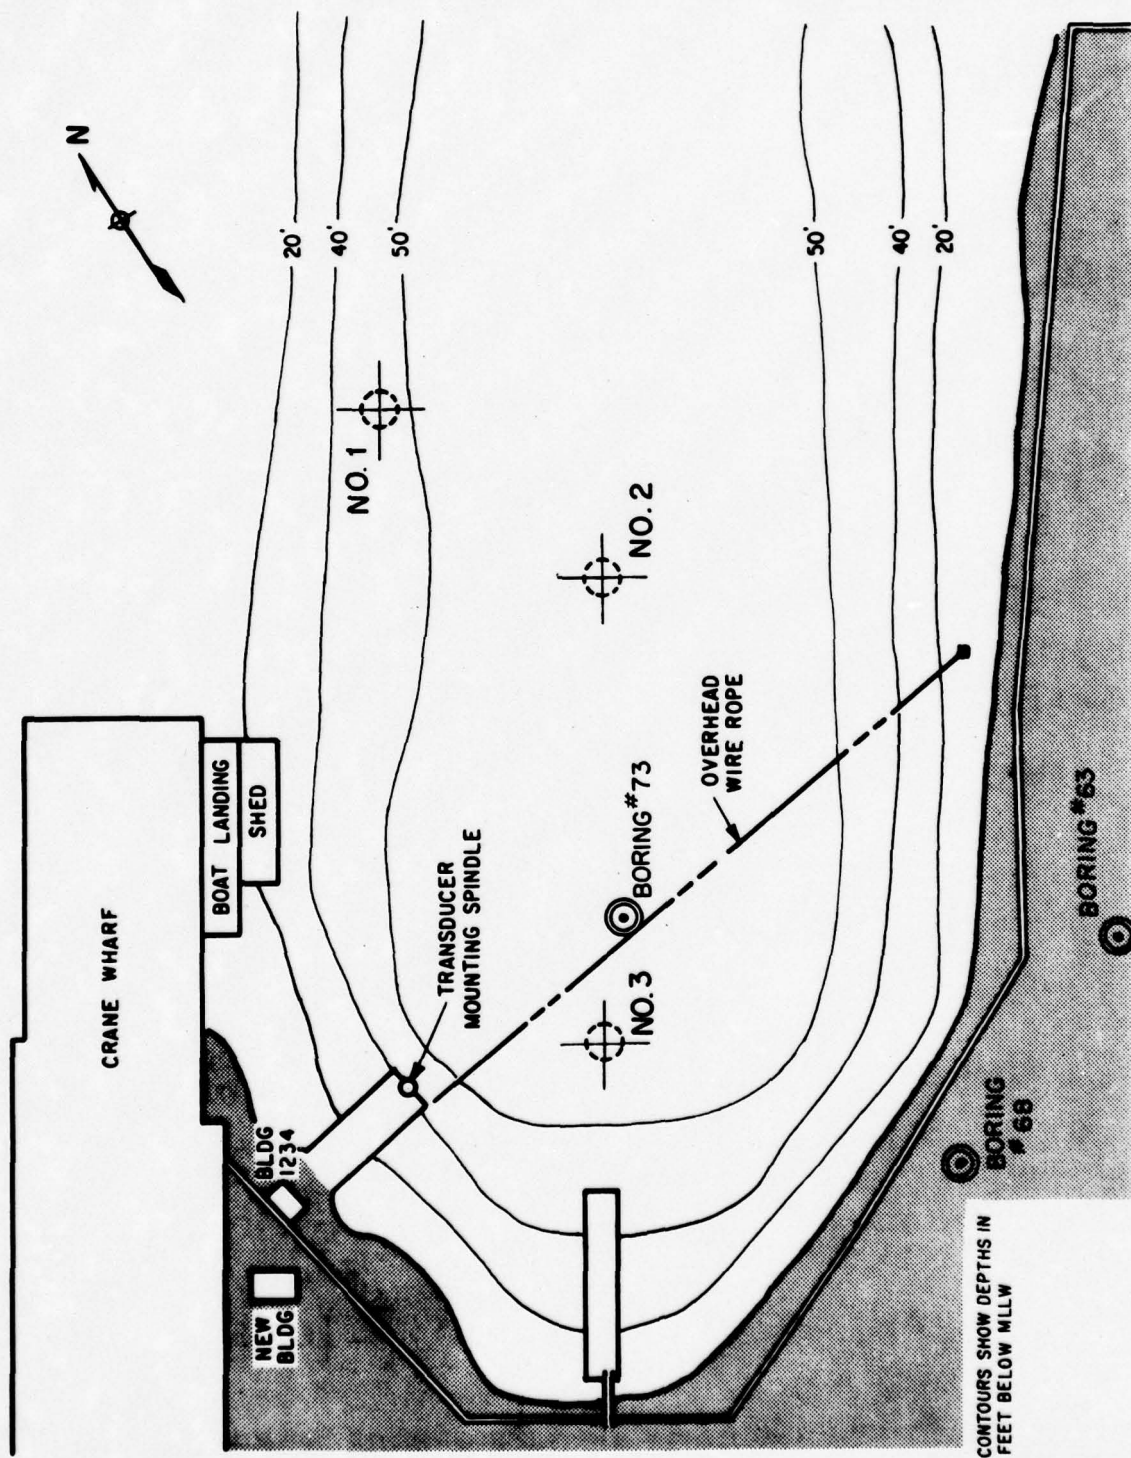 N
20'
40'
50'
50'
40'
20'
NO. 1
NO. 2
CRANE WHARF
BOAT LANDING
SHED
OVERHEAD
WIRE ROPE
TRANSDUCER
MOUNTING SPINDLE
BORING #73
NO. 3
BORING #63
BLDG
1234
NEW
BLDG
BORING
# 68
CONTOURS SHOW DEPTHS IN
FEET BELOW MLLW